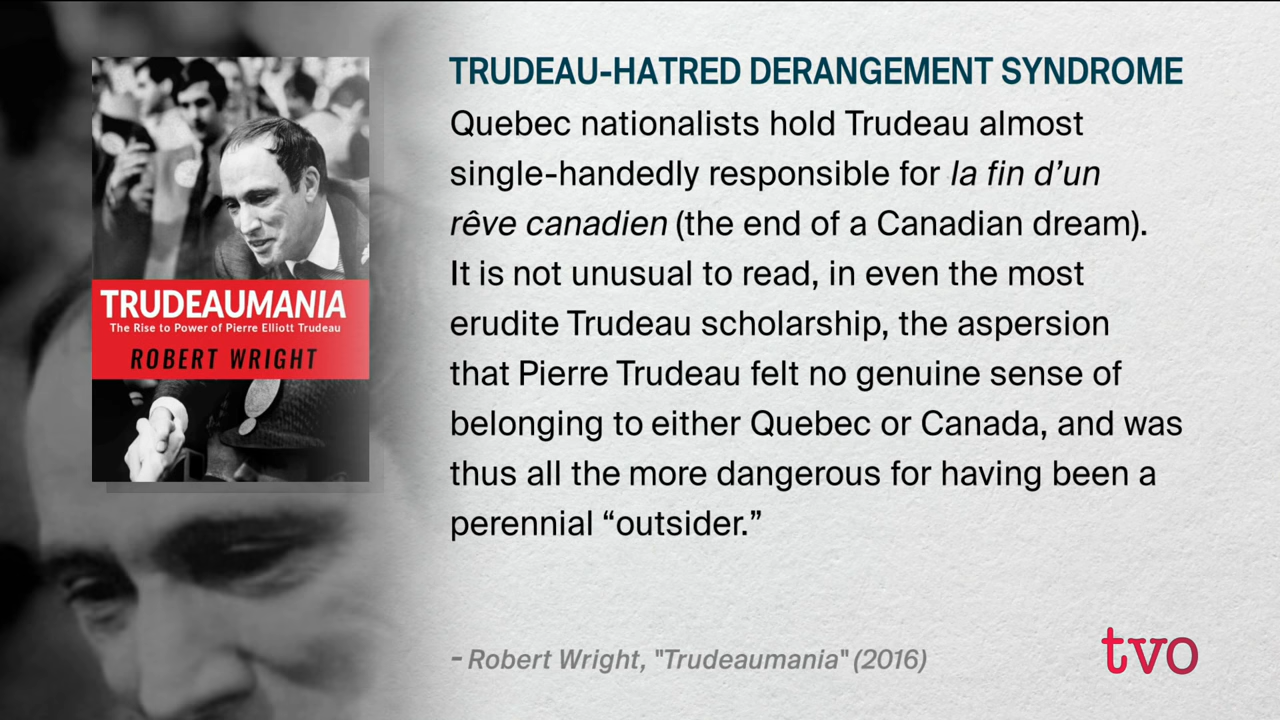 TRUDEAUMANIA
The Rise to Power of Pierre Elliott Trudeau
ROBERT WRIGHT
TRUDEAU-HATRED DERANGEMENT SYNDROME
Quebec nationalists hold Trudeau almost
single-handedly responsible for la fin d’un
rêve canadien (the end of a Canadian dream).
It is not unusual to read, in even the most
erudite Trudeau scholarship, the aspersion
that Pierre Trudeau felt no genuine sense of
belonging to either Quebec or Canada, and was
thus all the more dangerous for having been a
perennial “outsider.”
- Robert Wright, "Trudeaumania" (2016)
tvo